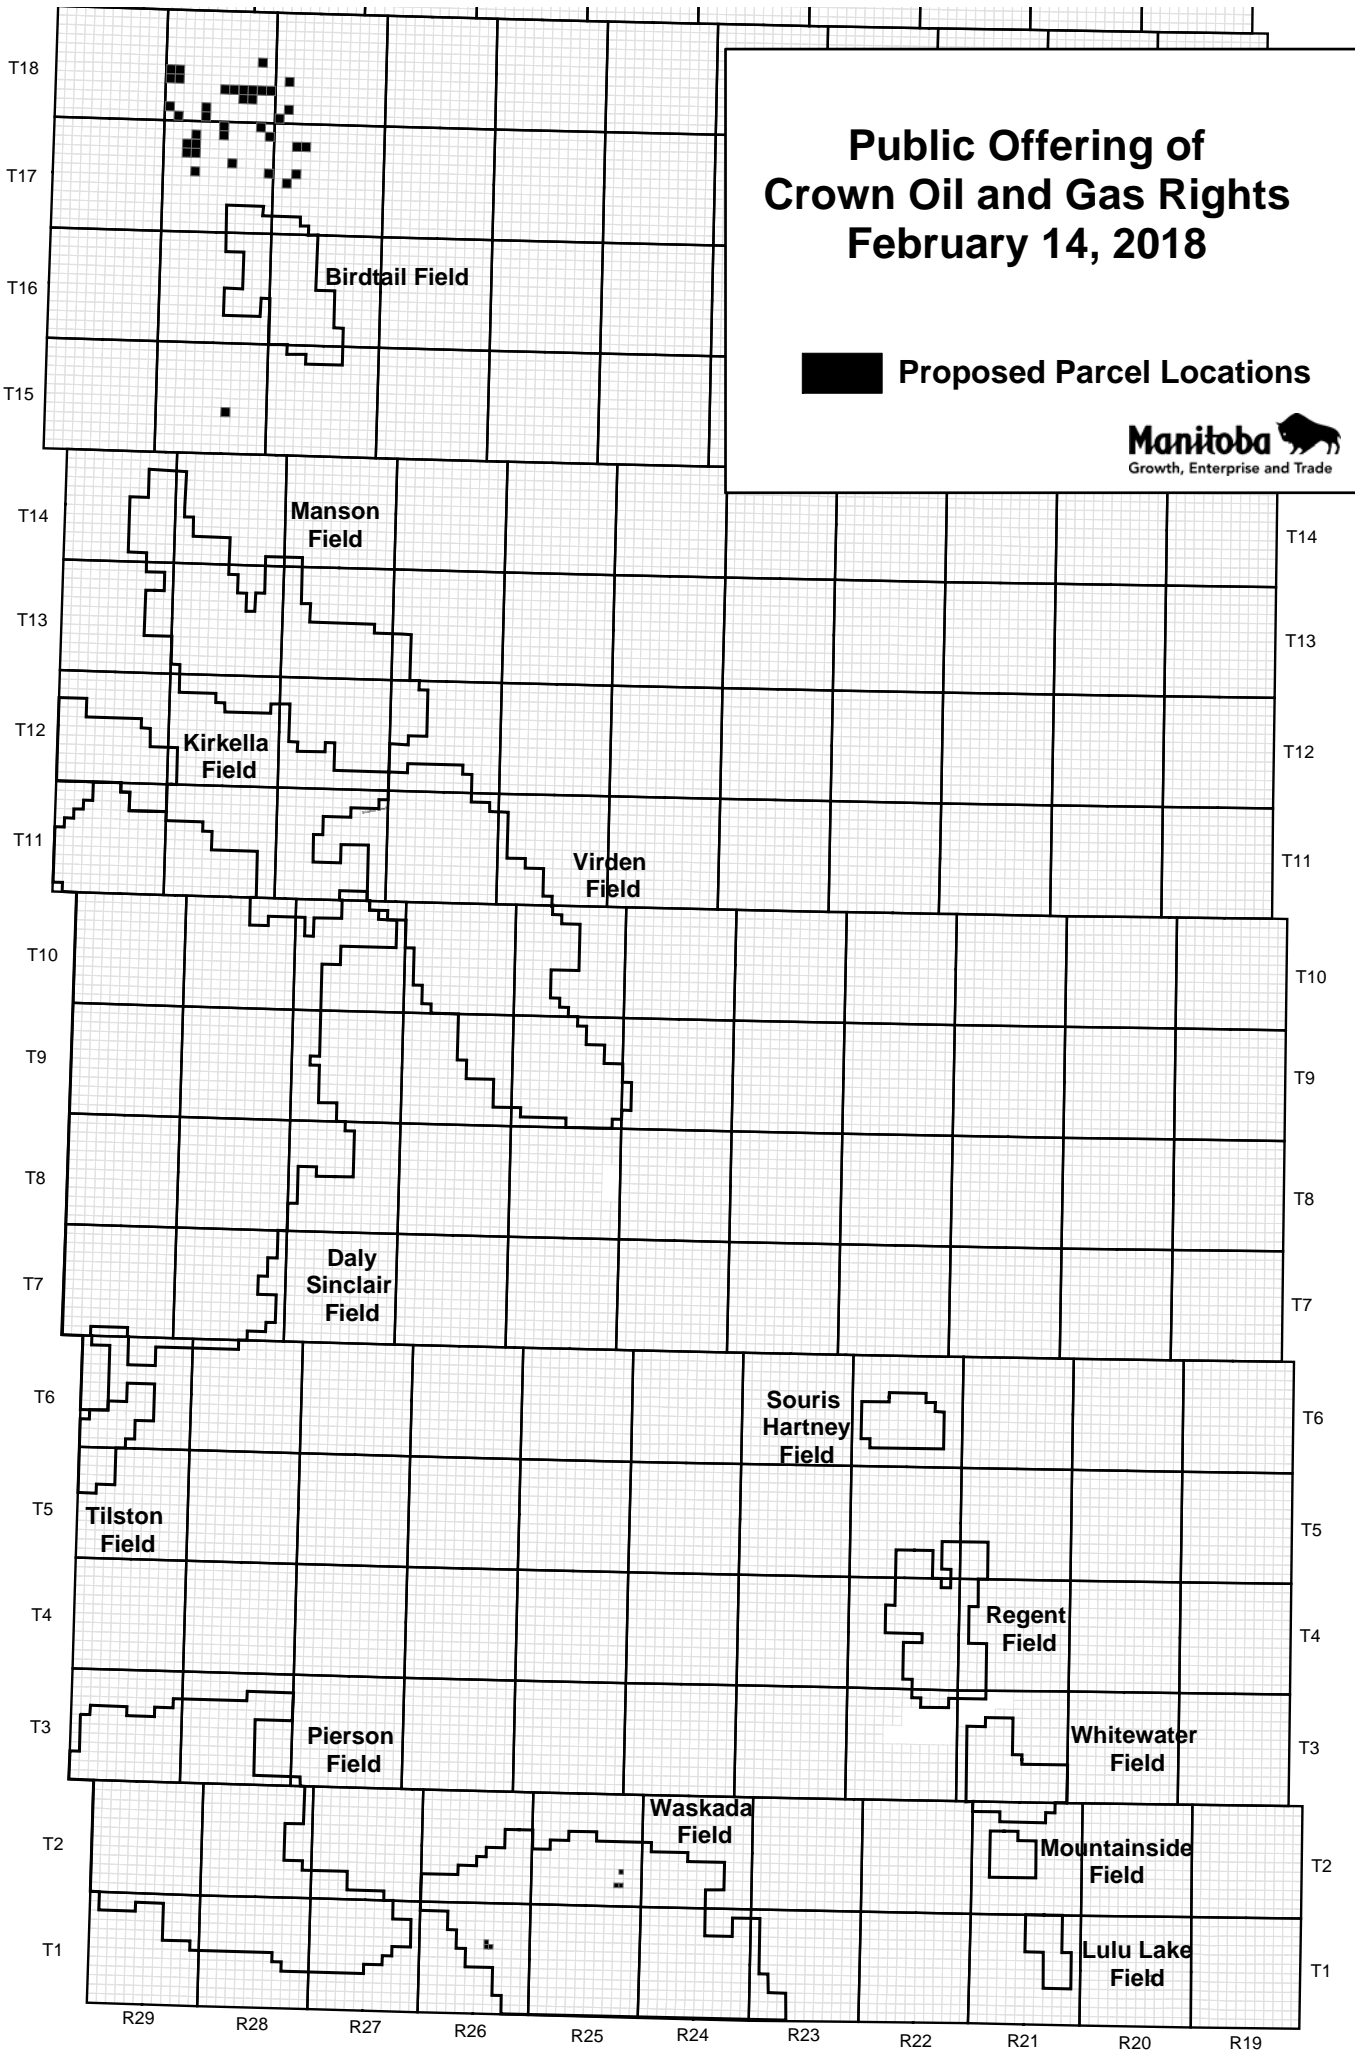 Public Offering of
Crown Oil and Gas Rights
February 14, 2018
Proposed Parcel Locations
Manitoba
Growth, Enterprise and Trade
T18
T17
Birdtail Field
T16
T15
Manson
Field
T14
T14
T13
T13
T12
Kirkella
Field
T12
T11
Virden
Field
T11
T10
T10
T9
T9
T8
T8
T7
Daly
Sinclair
Field
T7
T6
Souris
Hartney
Field
T6
T5
Tilston
Field
T5
T4
Regent
Field
T4
T3
Pierson
Field
Whitewater
Field
T3
Waskada
Field
T2
Mountainside
Field
T2
T1
Lulu Lake
Field
T1
R29
R28
R27
R26
R25
R24
R23
R22
R21
R20
R19